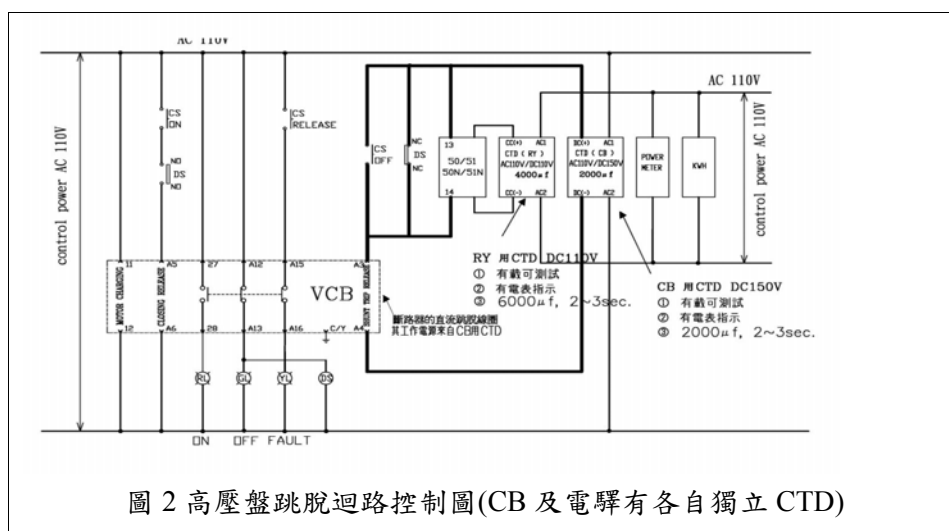 AC 110V
control power AC 110V
CS
ON
NO
DS
NO
CS
RELEASE
CS
OFF
NC
DS
NC
13
50/51
50N/51N
14
CC(+) AC1
CTD (RY)
AC110V/DC110V
4000μf
CC(-) AC2
DC(+) AC1
CTD (CB)
AC110V/DC150V
2000μf
DC(-) AC2
POWER
METER
KWH
AC 110V
control power AC 110V
RY 用CTD DC110V
① 有載可測試
② 有電表指示
③ 6000μf, 2~3sec.
CB 用CTD DC150V
① 有載可測試
② 有電表指示
③ 2000μf, 2~3sec.
11 A5 27 A12 A15 A3
MOTOR CHARGING
CLOSING RELEASE
VCB
SHUNT TRIP RELEASE
12 A6 28 A13 A16 C/Y A4
斷路器的直流跳脫線圈
其工作電源來自CB用CTD
RL GL YL DS
ON OFF FAULT
圖 2 高壓盤跳脫迴路控制圖(CB 及電驛有各自獨立 CTD)